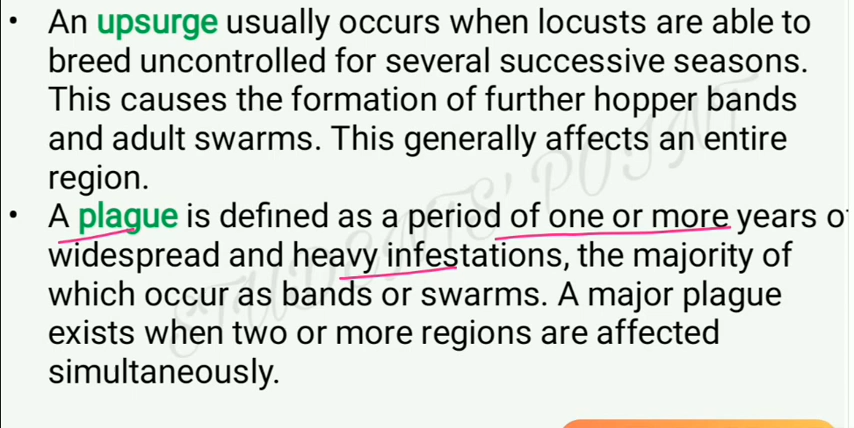 • An upsurge usually occurs when locusts are able to
breed uncontrolled for several successive seasons.
This causes the formation of further hopper bands
and adult swarms. This generally affects an entire
region.
• A plague is defined as a period of one or more years o
widespread and heavy infestations, the majority of
which occur as bands or swarms. A major plague
exists when two or more regions are affected
simultaneously.
STUDENTS' POINT